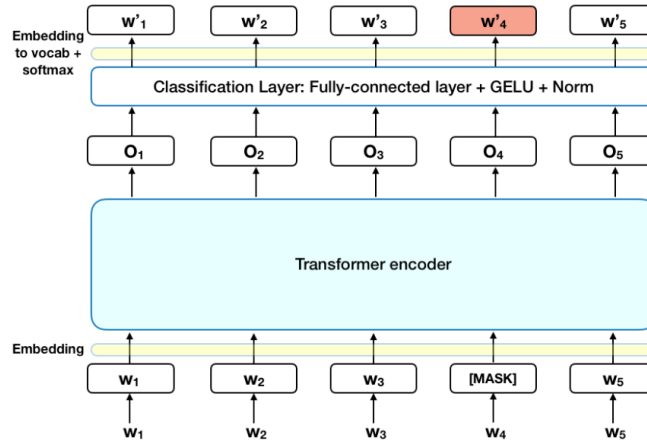 w'₁ w'₂ w'₃ w'₄ w'₅
Embedding
to vocab +
softmax
Classification Layer: Fully-connected layer + GELU + Norm
O₁ O₂ O₃ O₄ O₅
Transformer encoder
Embedding
w₁ w₂ w₃ [MASK] w₅
w₁ w₂ w₃ w₄ w₅